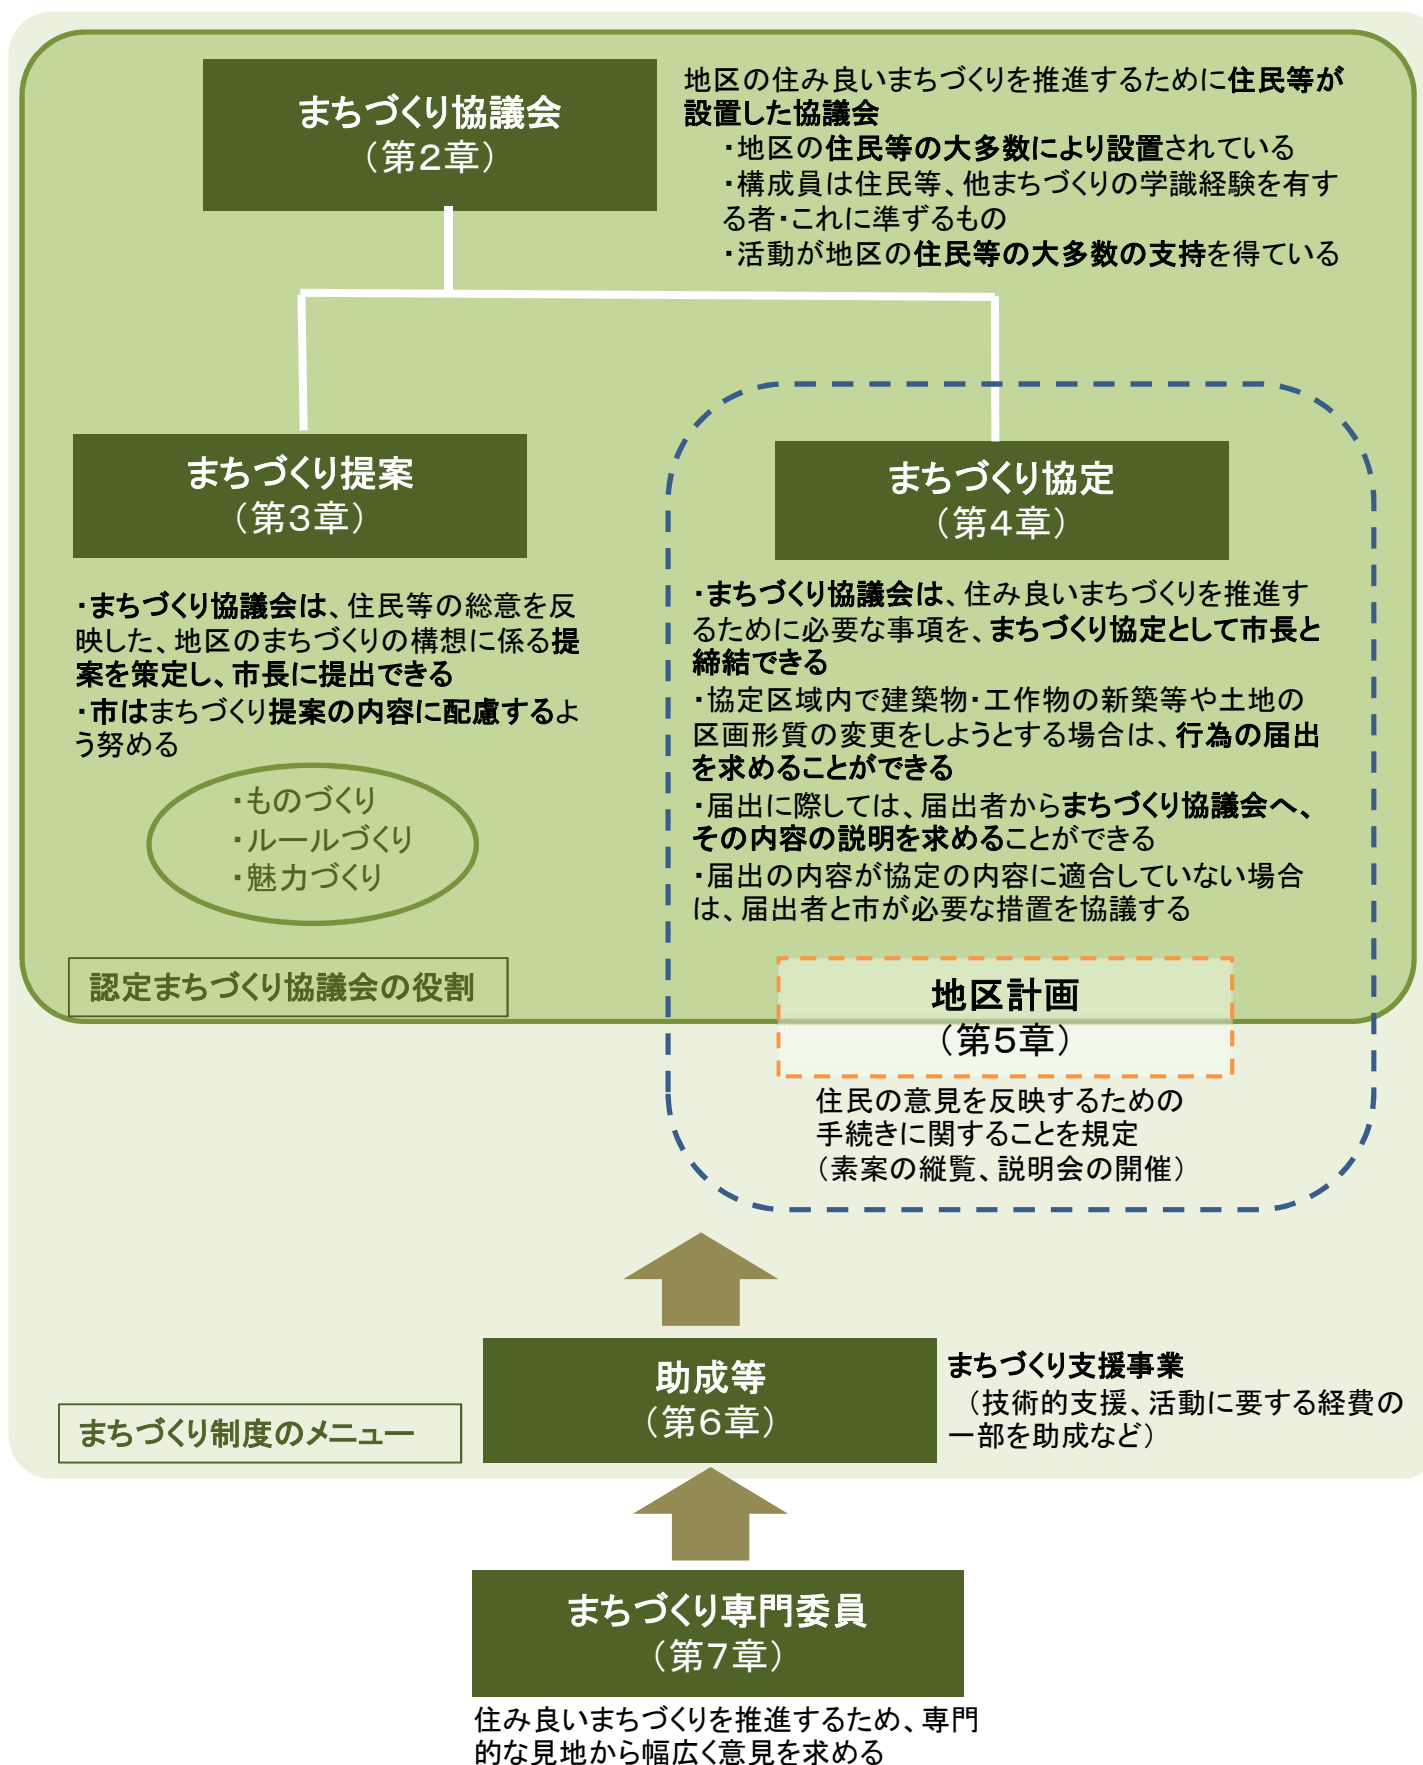 まちづくり協議会
（第２章）
地区の住み良いまちづくりを推進するために住民等が
設置した協議会
・地区の住民等の大多数により設置されている
・構成員は住民等、他まちづくりの学識経験を有す
る者・これに準ずるもの
・活動が地区の住民等の大多数の支持を得ている
まちづくり提案
（第３章）
・まちづくり協議会は、住民等の総意を反
映した、地区のまちづくりの構想に係る提
案を策定し、市長に提出できる
・市はまちづくり提案の内容に配慮するよ
う努める
・ものづくり
・ルールづくり
・魅力づくり
認定まちづくり協議会の役割
まちづくり協定
（第４章）
・まちづくり協議会は、住み良いまちづくりを推進す
るために必要な事項を、まちづくり協定として市長と
締結できる
・協定区域内で建築物・工作物の新築等や土地の
区画形質の変更をしようとする場合は、行為の届出
を求めることができる
・届出に際しては、届出者からまちづくり協議会へ、
その内容の説明を求めることができる
・届出の内容が協定の内容に適合していない場合
は、届出者と市が必要な措置を協議する
地区計画
（第５章）
住民の意見を反映するための
手続きに関することを規定
（素案の縦覧、説明会の開催）
助成等
（第６章）
まちづくり支援事業
（技術的支援、活動に要する経費の
一部を助成など）
まちづくり制度のメニュー
まちづくり専門委員
（第７章）
住み良いまちづくりを推進するため、専門
的な見地から幅広く意見を求める